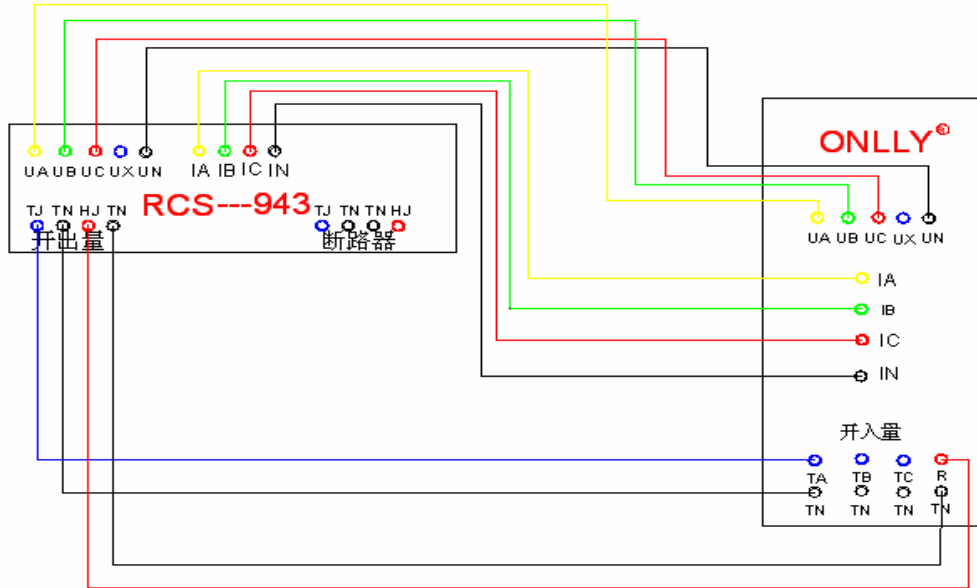 ONLLY®
UA UB UC UX UN IA IB IC IN
RCS---943
TJ TN HJ TN TJ TN TN HJ
开出量 断路器
UA UB UC UX UN
IA
IB
IC
IN
开入量
TA TB TC R
TN TN TN TN